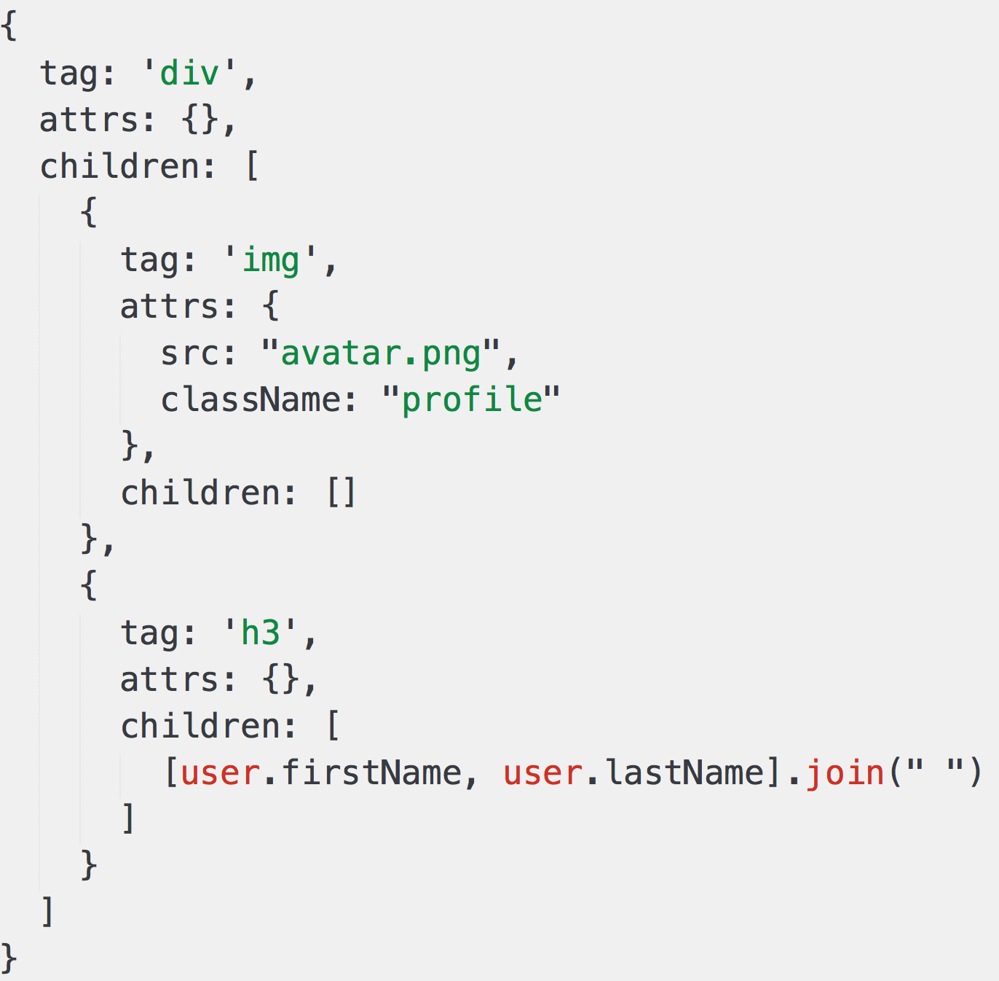 {
  tag: 'div',
  attrs: {},
  children: [
    {
      tag: 'img',
      attrs: {
        src: "avatar.png",
        className: "profile"
      },
      children: []
    },
    {
      tag: 'h3',
      attrs: {},
      children: [
        [user.firstName, user.lastName].join(" ")
      ]
    }
  ]
}